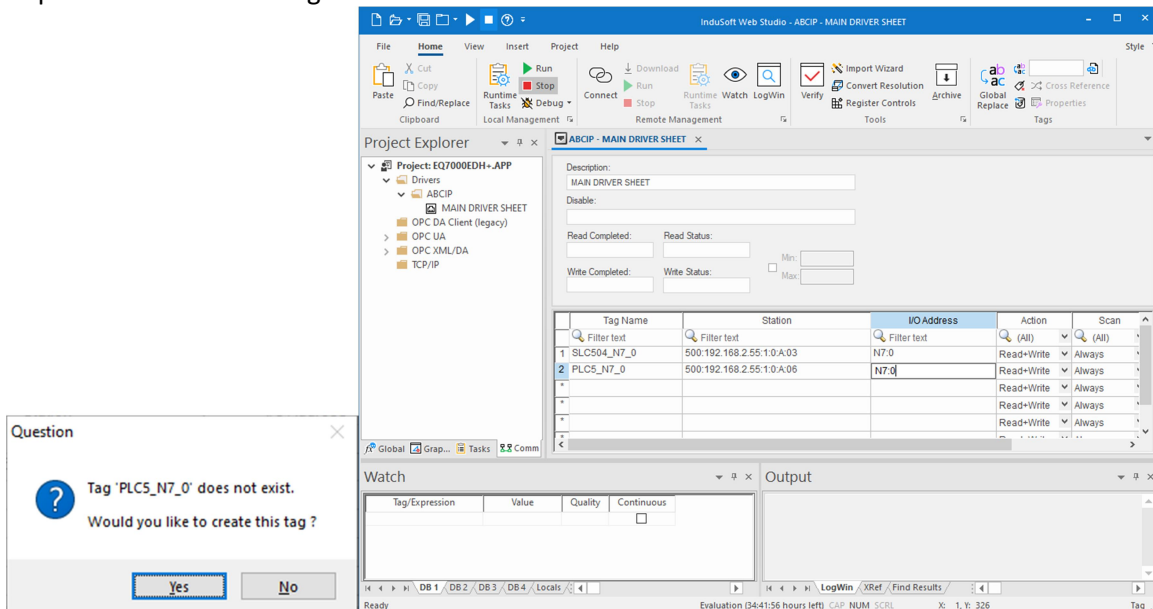 InduSoft Web Studio - ABCIP - MAIN DRIVER SHEET
File Home View Insert Project Help Style
Paste
Cut
Copy
Find/Replace
Clipboard
Runtime Tasks
Run
Stop
Debug
Local Management
Connect
Download
Run
Stop
Runtime Tasks
Watch
LogWin
Remote Management
Verify
Import Wizard
Convert Resolution
Register Controls
Archive
Tools
Global Replace
Cross Reference
Properties
Tags
Project Explorer
Project: EQ7000EDH+.APP
Drivers
ABCIP
MAIN DRIVER SHEET
OPC DA Client (legacy)
OPC UA
OPC XML/DA
TCP/IP
Global Grap... Tasks Comm
ABCIP - MAIN DRIVER SHEET
Description:
MAIN DRIVER SHEET
Disable:
Read Completed: Read Status:
Min:
Write Completed: Write Status:
Max:
Tag Name Station I/O Address Action Scan
Filter text Filter text Filter text (All) (All)
1 SLC504_N7_0 500:192.168.2.55:1:0:A:03 N7:0 Read+Write Always
2 PLC5_N7_0 500:192.168.2.55:1:0:A:06 N7:0 Read+Write Always
* Read+Write Always
* Read+Write Always
* Read+Write Always
Question
Tag 'PLC5_N7_0' does not exist.
Would you like to create this tag ?
Yes No
Watch
Tag/Expression Value Quality Continuous
DB 1 DB 2 DB 3 DB 4 Locals
Output
LogWin XRef Find Results
Ready Evaluation (34:41:56 hours left) CAP NUM SCRL X: 1, Y: 326 Tag